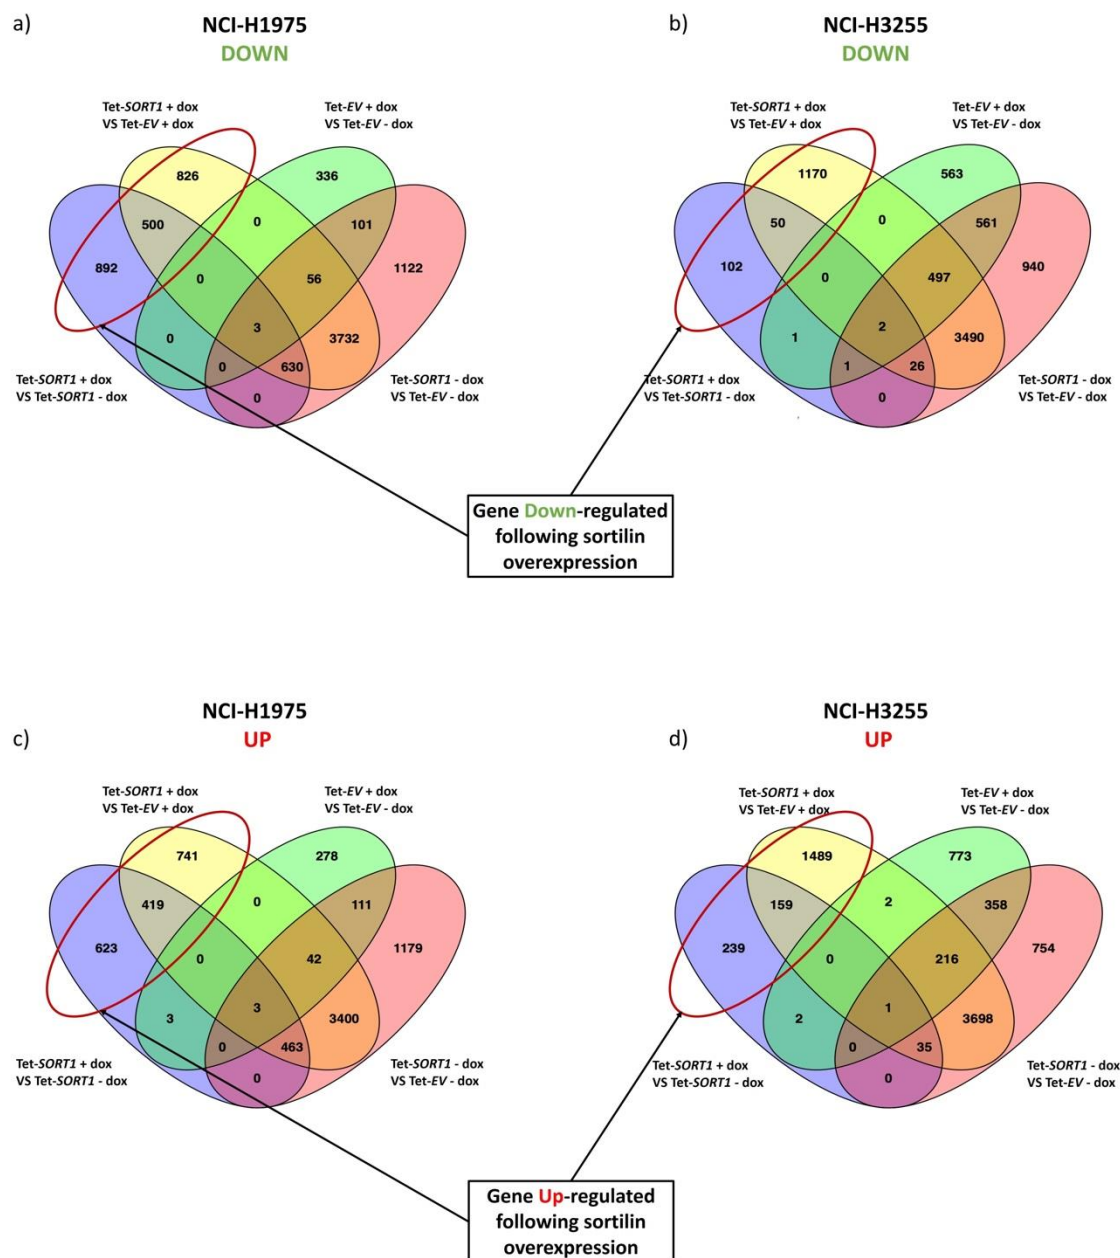 a)
NCI-H1975
DOWN
Tet-SORT1 + dox
VS Tet-EV + dox
Tet-EV + dox
VS Tet-EV - dox
826
336
500
0
101
892
0
56
1122
0
3
3732
0
630
0
Tet-SORT1 + dox
VS Tet-SORT1 - dox
Tet-SORT1 - dox
VS Tet-EV - dox
b)
NCI-H3255
DOWN
Tet-SORT1 + dox
VS Tet-EV + dox
Tet-EV + dox
VS Tet-EV - dox
1170
563
50
0
561
102
0
497
940
1
2
3490
1
26
0
Tet-SORT1 + dox
VS Tet-SORT1 - dox
Tet-SORT1 - dox
VS Tet-EV - dox
Gene Down-regulated
following sortilin
overexpression
c)
NCI-H1975
UP
Tet-SORT1 + dox
VS Tet-EV + dox
Tet-EV + dox
VS Tet-EV - dox
741
278
419
0
111
623
0
42
1179
3
3
3400
0
463
0
Tet-SORT1 + dox
VS Tet-SORT1 - dox
Tet-SORT1 - dox
VS Tet-EV - dox
d)
NCI-H3255
UP
Tet-SORT1 + dox
VS Tet-EV + dox
Tet-EV + dox
VS Tet-EV - dox
1489
773
159
2
358
239
0
216
754
2
1
3698
0
35
0
Tet-SORT1 + dox
VS Tet-SORT1 - dox
Tet-SORT1 - dox
VS Tet-EV - dox
Gene Up-regulated
following sortilin
overexpression